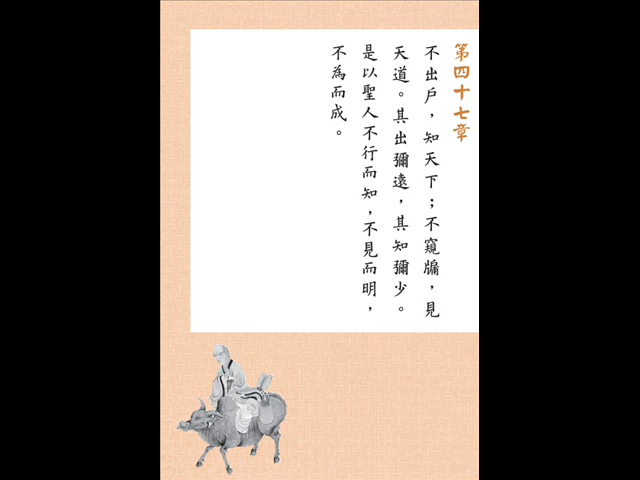 第四十七章
不出戶，知天下；不窺牖，見
天道。其出彌遠，其知彌少。
是以聖人不行而知，不見而明，
不為而成。